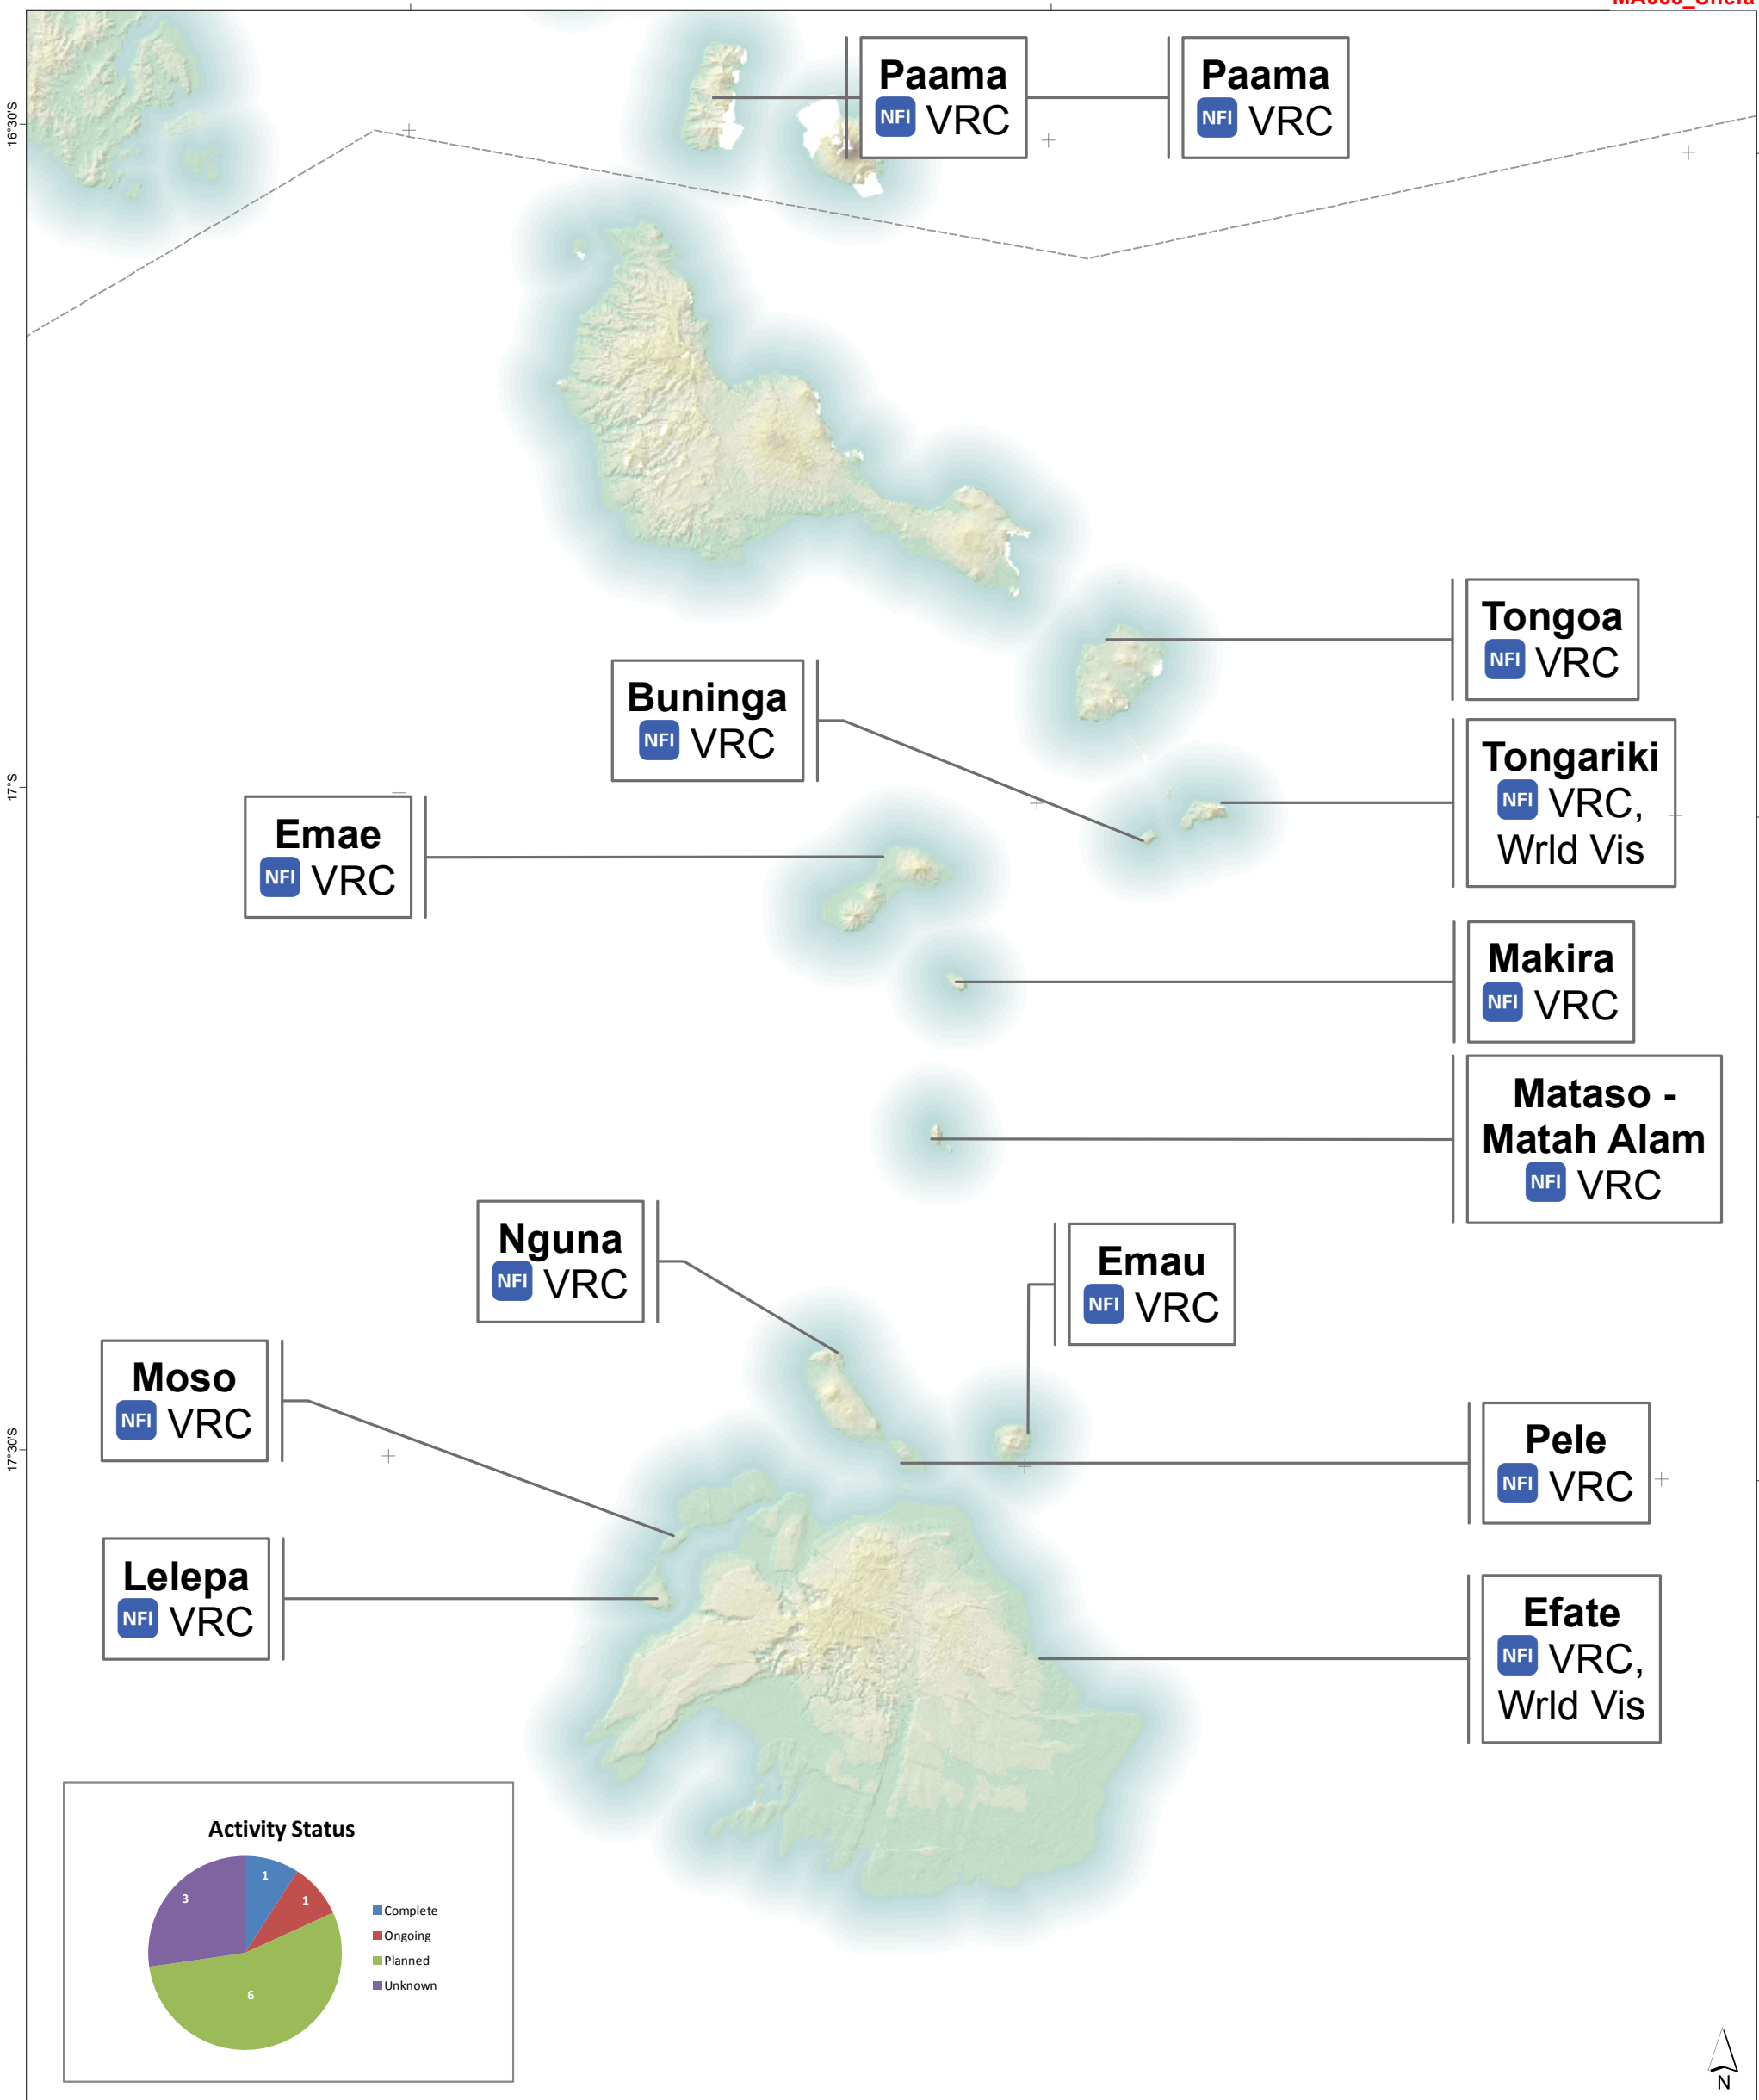 Paama
NFI VRC
Paama
NFI VRC
16°30'S
Tongoa
NFI VRC
Buninga
NFI VRC
Tongariki
NFI VRC,
Wrld Vis
17°S
Emae
NFI VRC
Makira
NFI VRC
Mataso -
Matah Alam
NFI VRC
Nguna
NFI VRC
Emau
NFI VRC
Moso
NFI VRC
17°30'S
Pele
NFI VRC
Lelepa
NFI VRC
Efate
NFI VRC,
Wrld Vis
Activity Status
1
1
3
6
Complete
Ongoing
Planned
Unknown
N